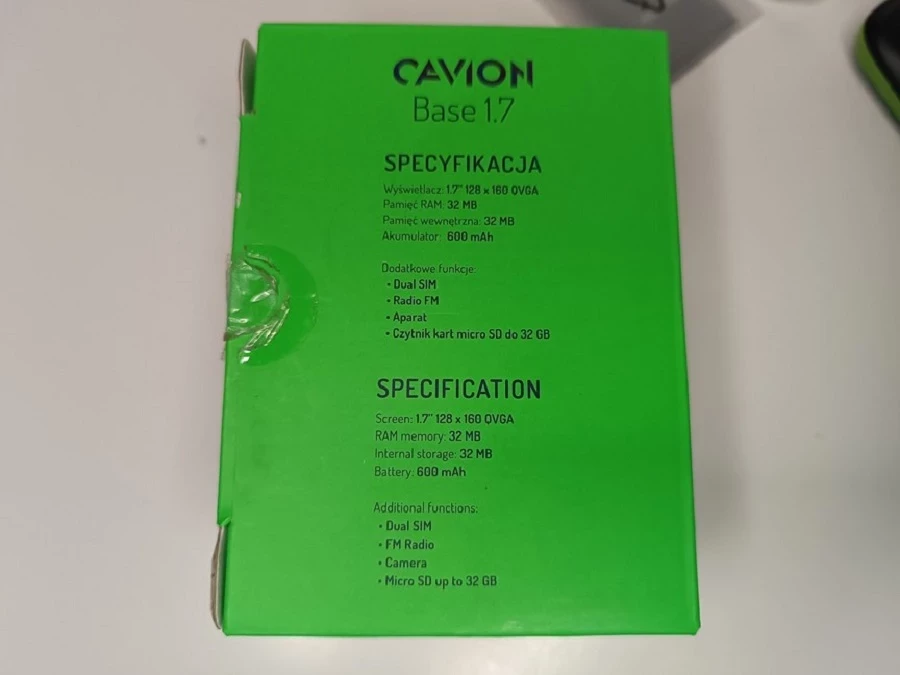 CAVION
Base 1.7
SPECYFIKACJA
Wyświetlacz: 1.7" 128 x 160 QVGA
Pamięć RAM: 32 MB
Pamięć wewnętrzna: 32 MB
Akumulator: 600 mAh
Dodatkowe funkcje:
• Dual SIM
• Radio FM
• Aparat
• Czytnik kart micro SD do 32 GB
SPECIFICATION
Screen: 1.7" 128 x 160 QVGA
RAM memory: 32 MB
Internal storage: 32 MB
Battery: 600 mAh
Additional functions:
• Dual SIM
• FM Radio
• Camera
• Micro SD up to 32 GB